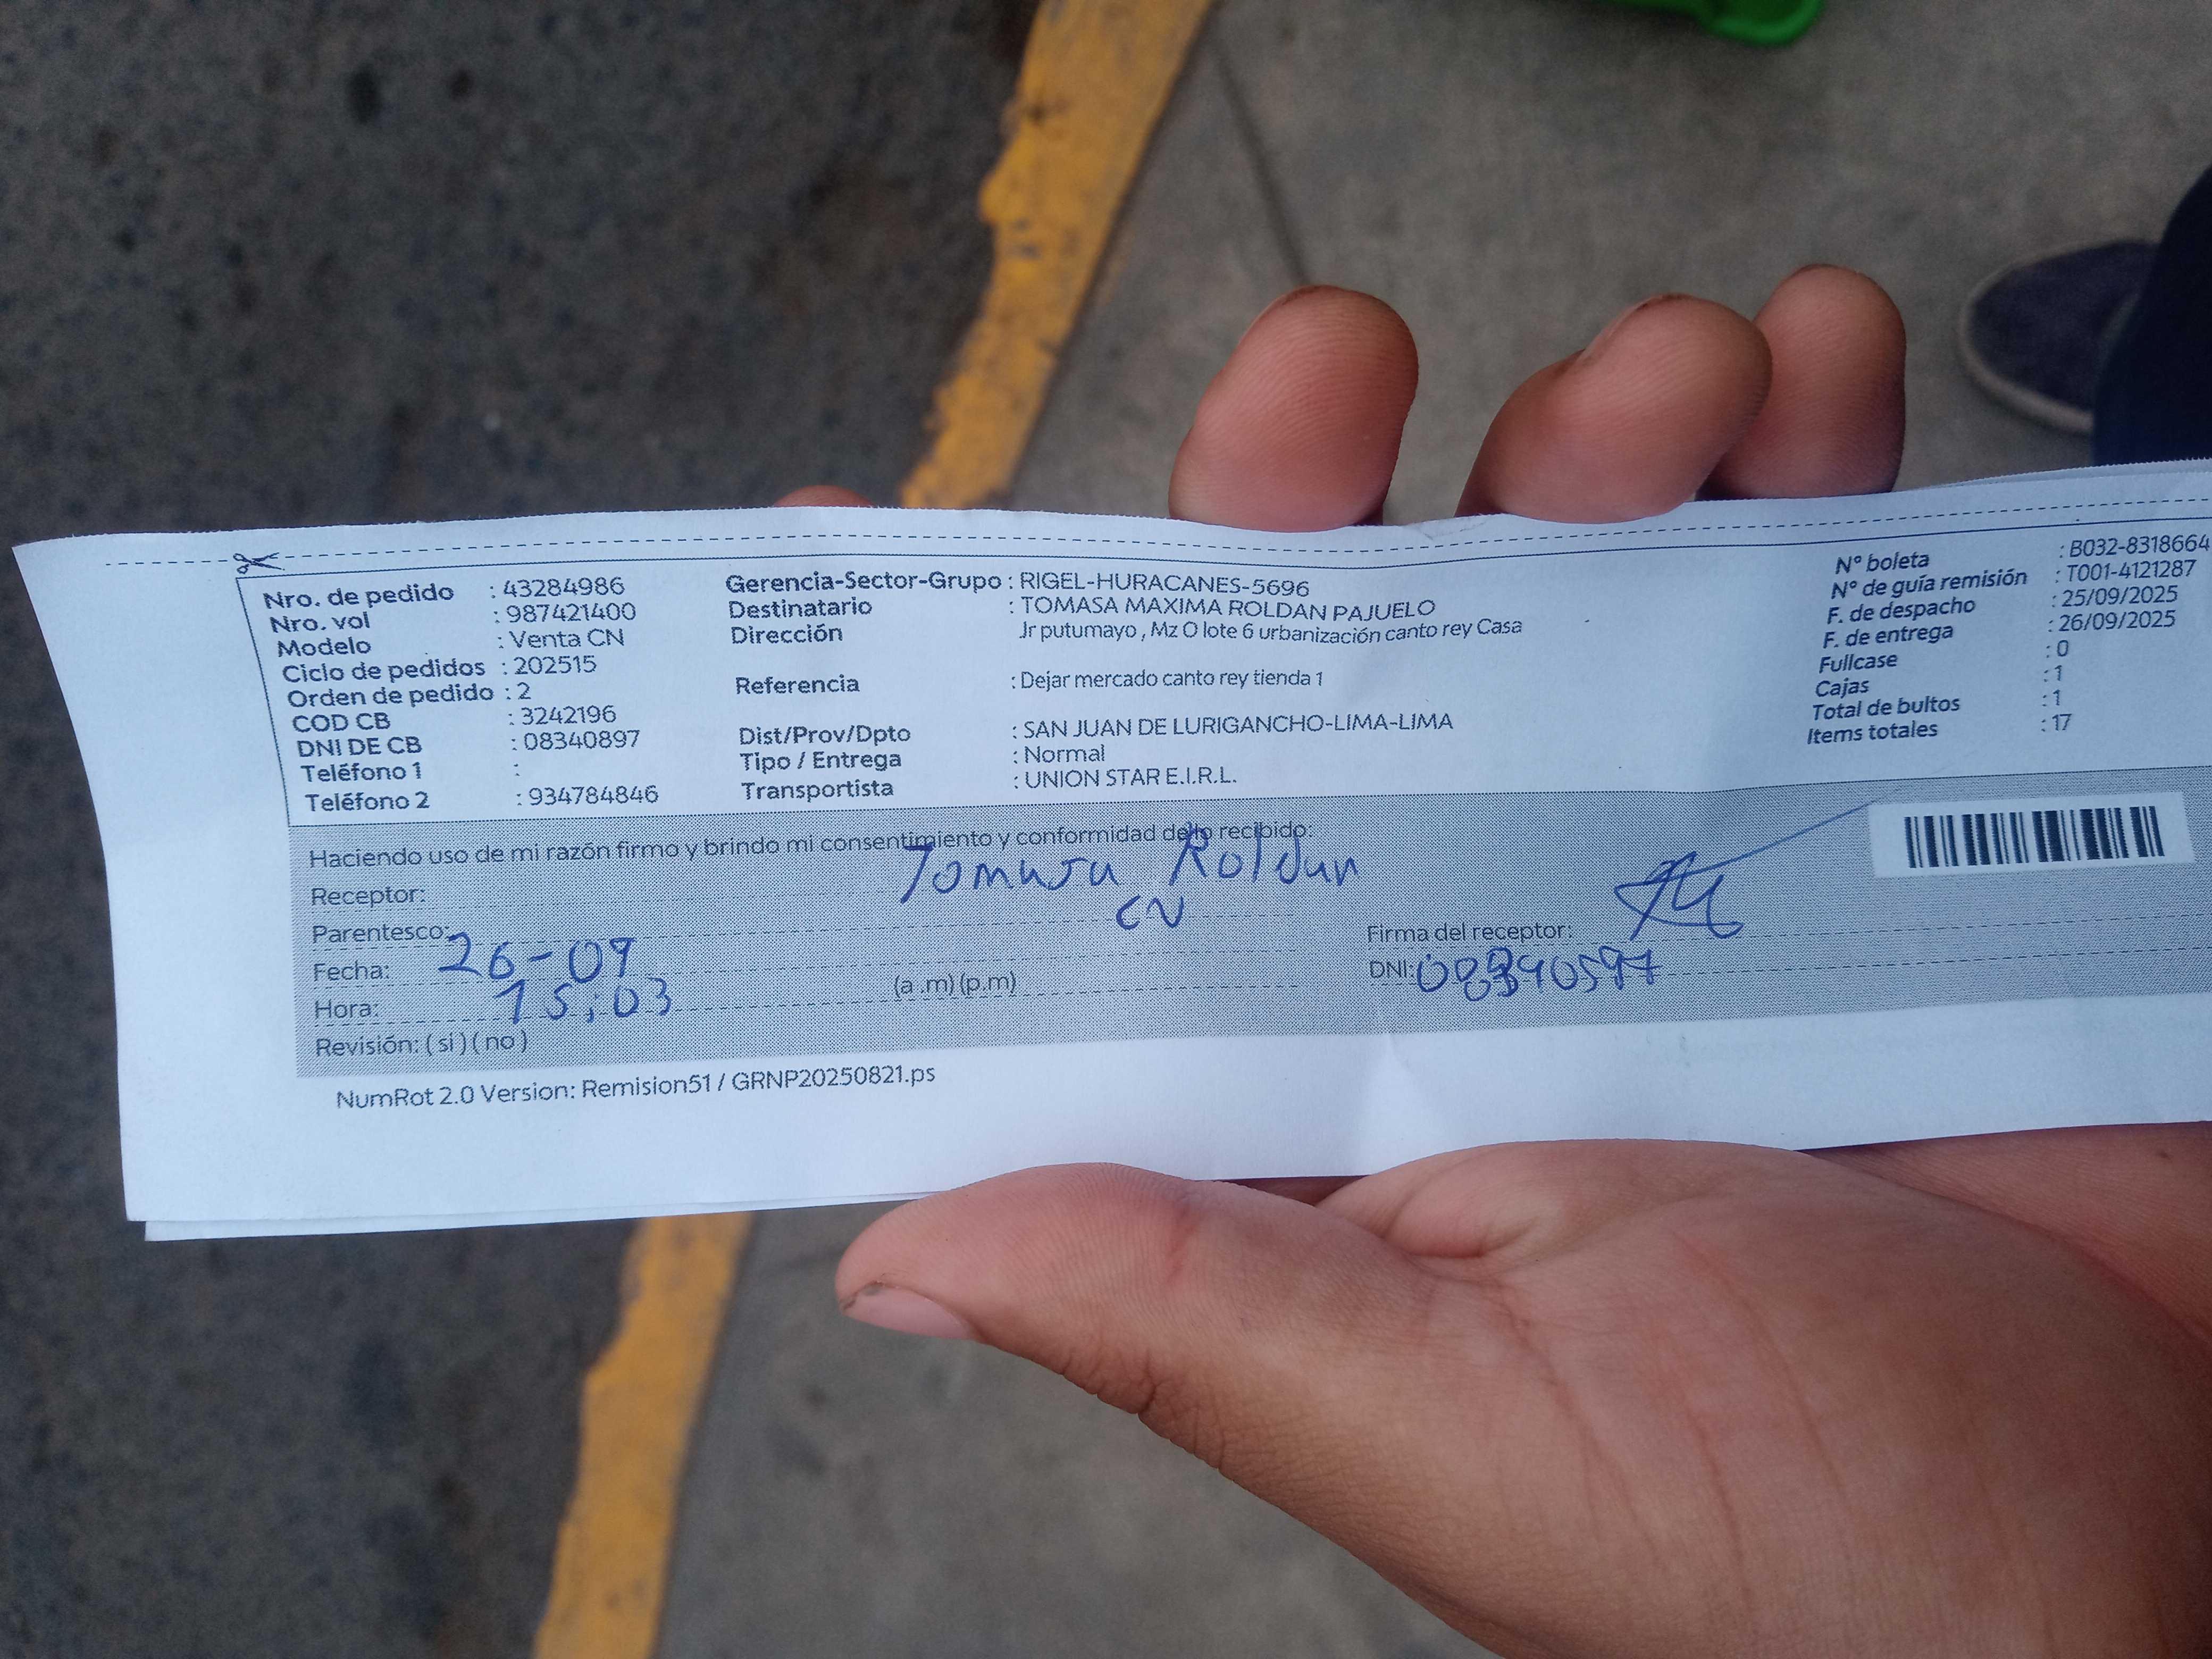 Nro. de pedido : 43284986
Nro. vol : 987421400
Modelo : Venta CN
Ciclo de pedidos : 202515
Orden de pedido : 2
COD CB : 3242196
DNI DE CB : 08340897
Teléfono 1 :
Teléfono 2 : 934784846
Gerencia-Sector-Grupo : RIGEL-HURACANES-5696
Destinatario : TOMASA MAXIMA ROLDAN PAJUELO
Dirección Jr putumayo , Mz O lote 6 urbanización canto rey Casa
Referencia : Dejar mercado canto rey tienda 1
Dist/Prov/Dpto : SAN JUAN DE LURIGANCHO-LIMA-LIMA
Tipo / Entrega : Normal
Transportista : UNION STAR E.I.R.L.
N° boleta : B032-8318664
N° de guía remisión : T001-4121287
F. de despacho : 25/09/2025
F. de entrega : 26/09/2025
Fullcase : 0
Cajas : 1
Total de bultos : 1
Items totales : 17
Haciendo uso de mi razón firmo y brindo mi consentimiento y conformidad de lo recibido:
Receptor: Tomasa Roldan
Parentesco: CN
Firma del receptor:
Fecha: 26-09
DNI:
Hora: 15:03 (a .m) (p.m)
Revisión: ( si ) ( no )
NumRot 2.0 Version: Remision51 / GRNP20250821.ps